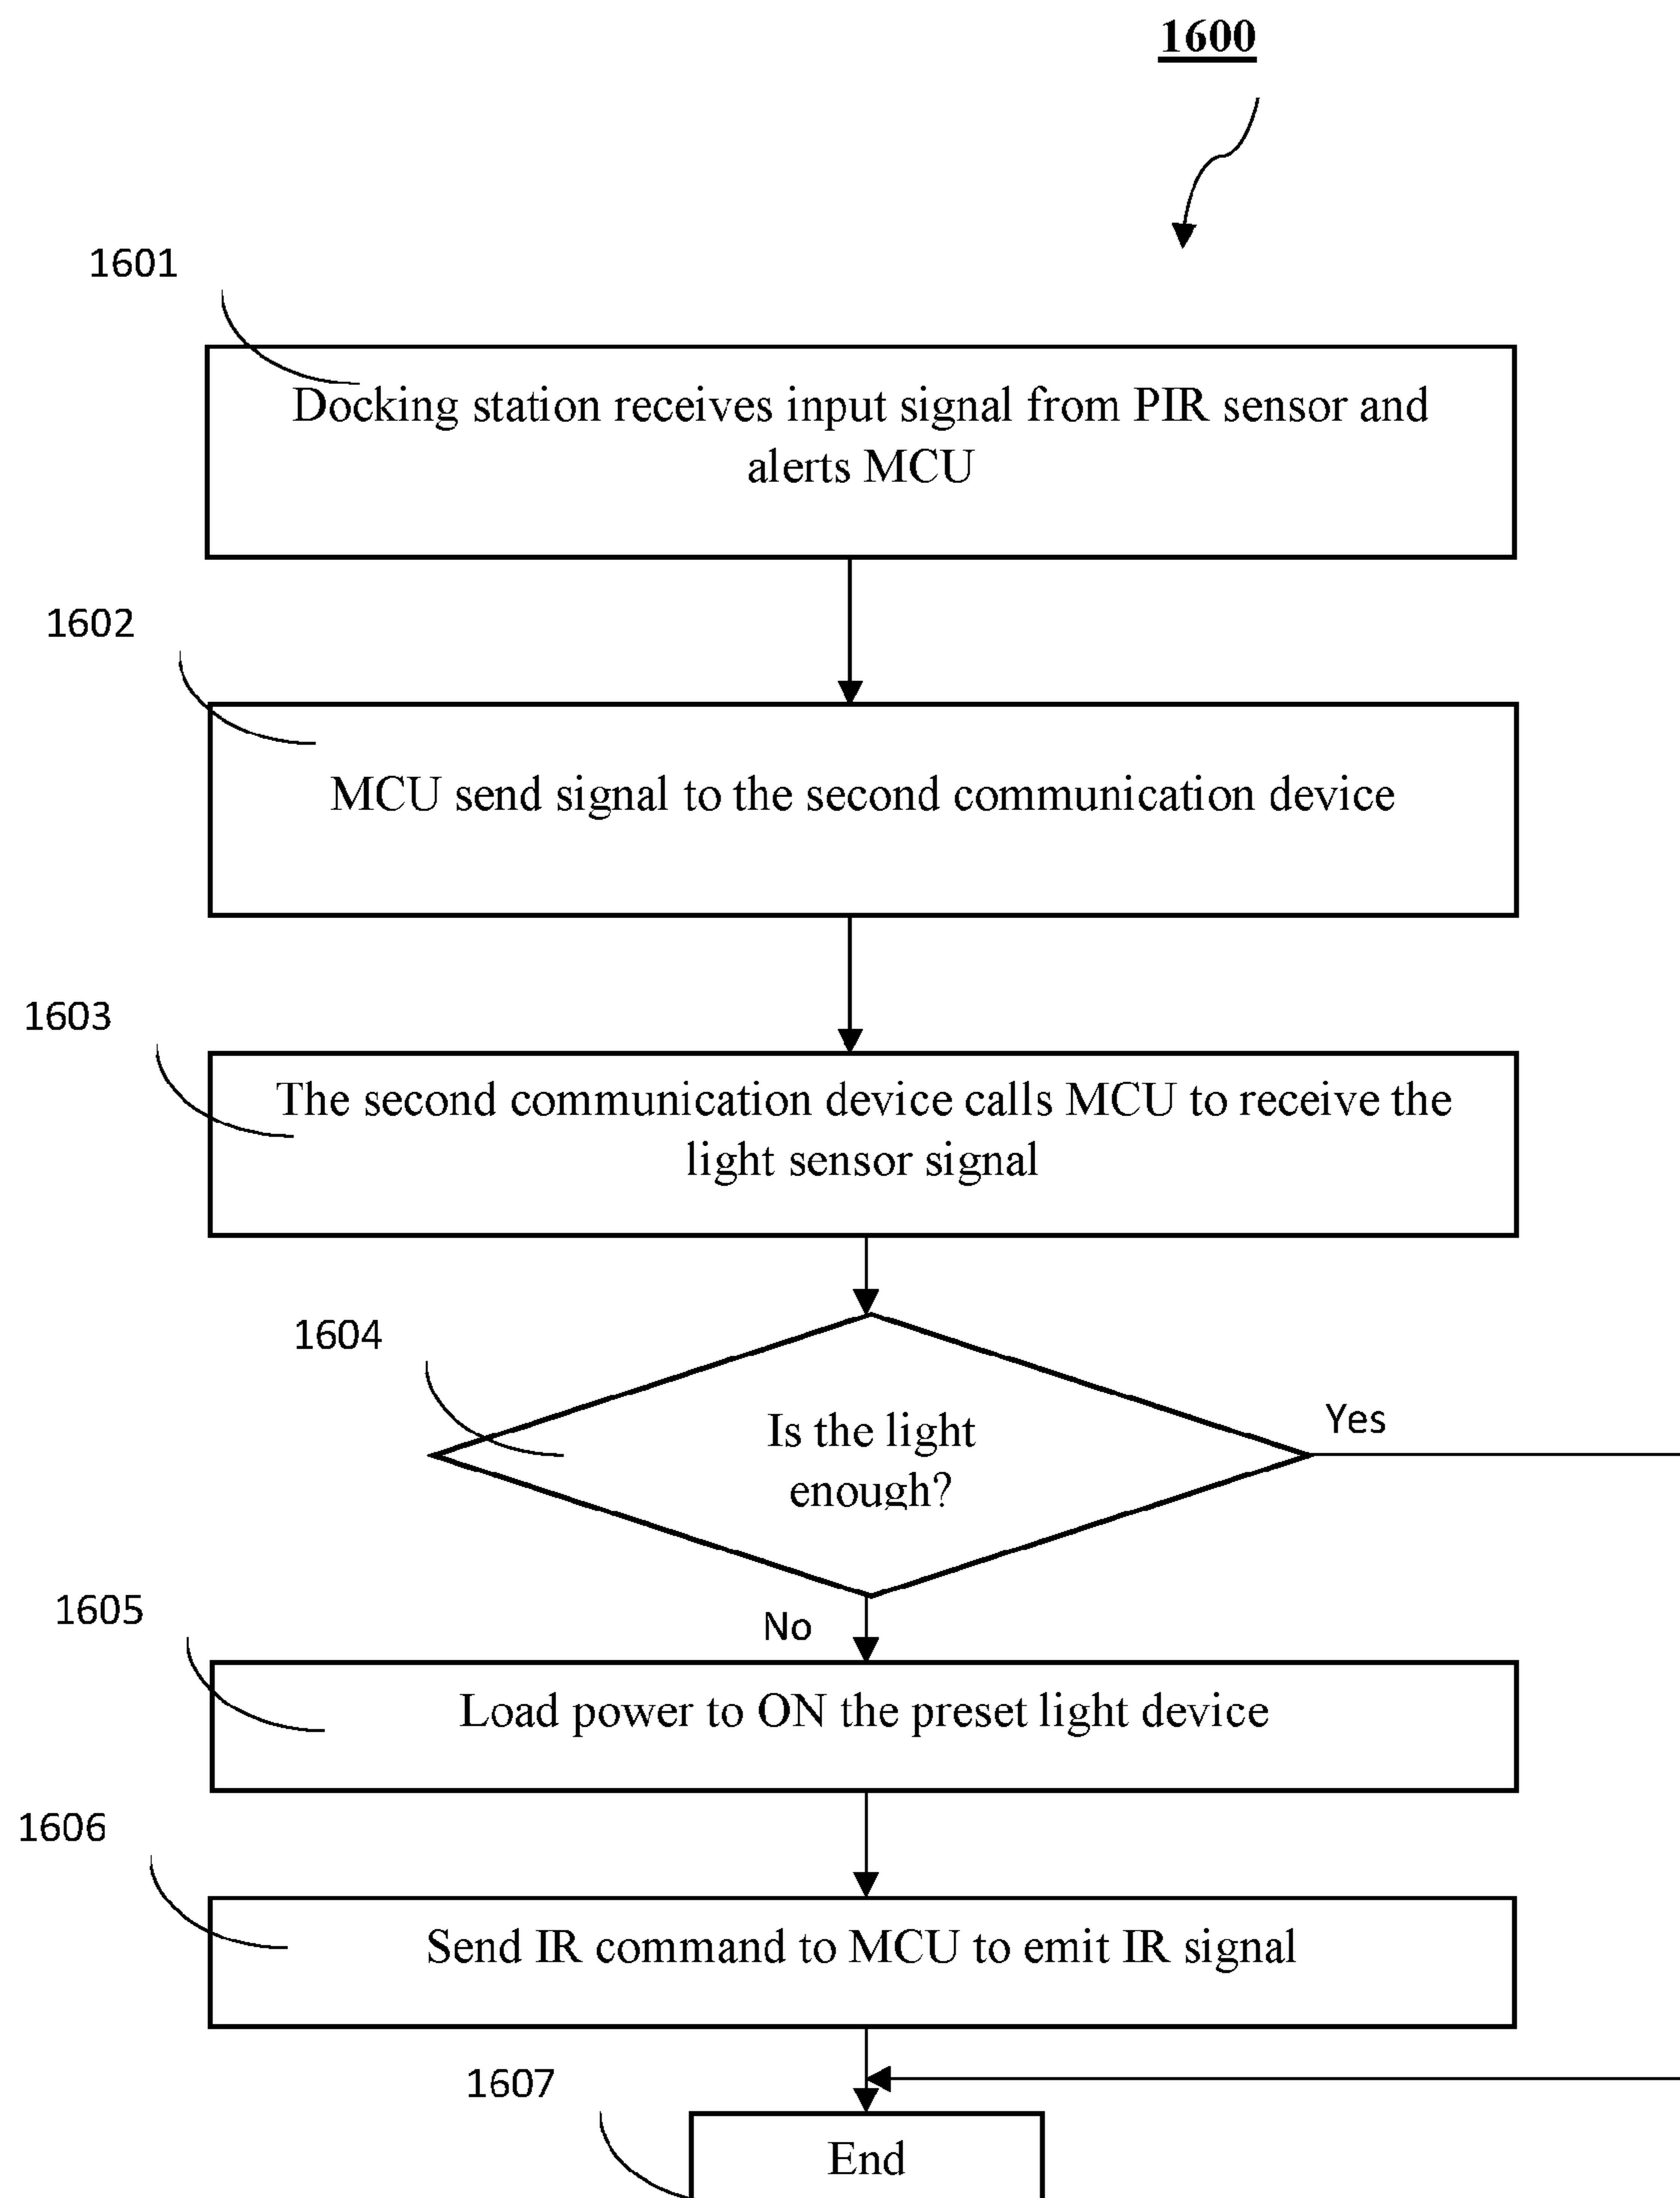 1600
1601
Docking station receives input signal from PIR sensor and
alerts MCU
1602
MCU send signal to the second communication device
1603
The second communication device calls MCU to receive the
light sensor signal
1604
Is the light
enough?
Yes
No
1605
Load power to ON the preset light device
1606
Send IR command to MCU to emit IR signal
1607
End